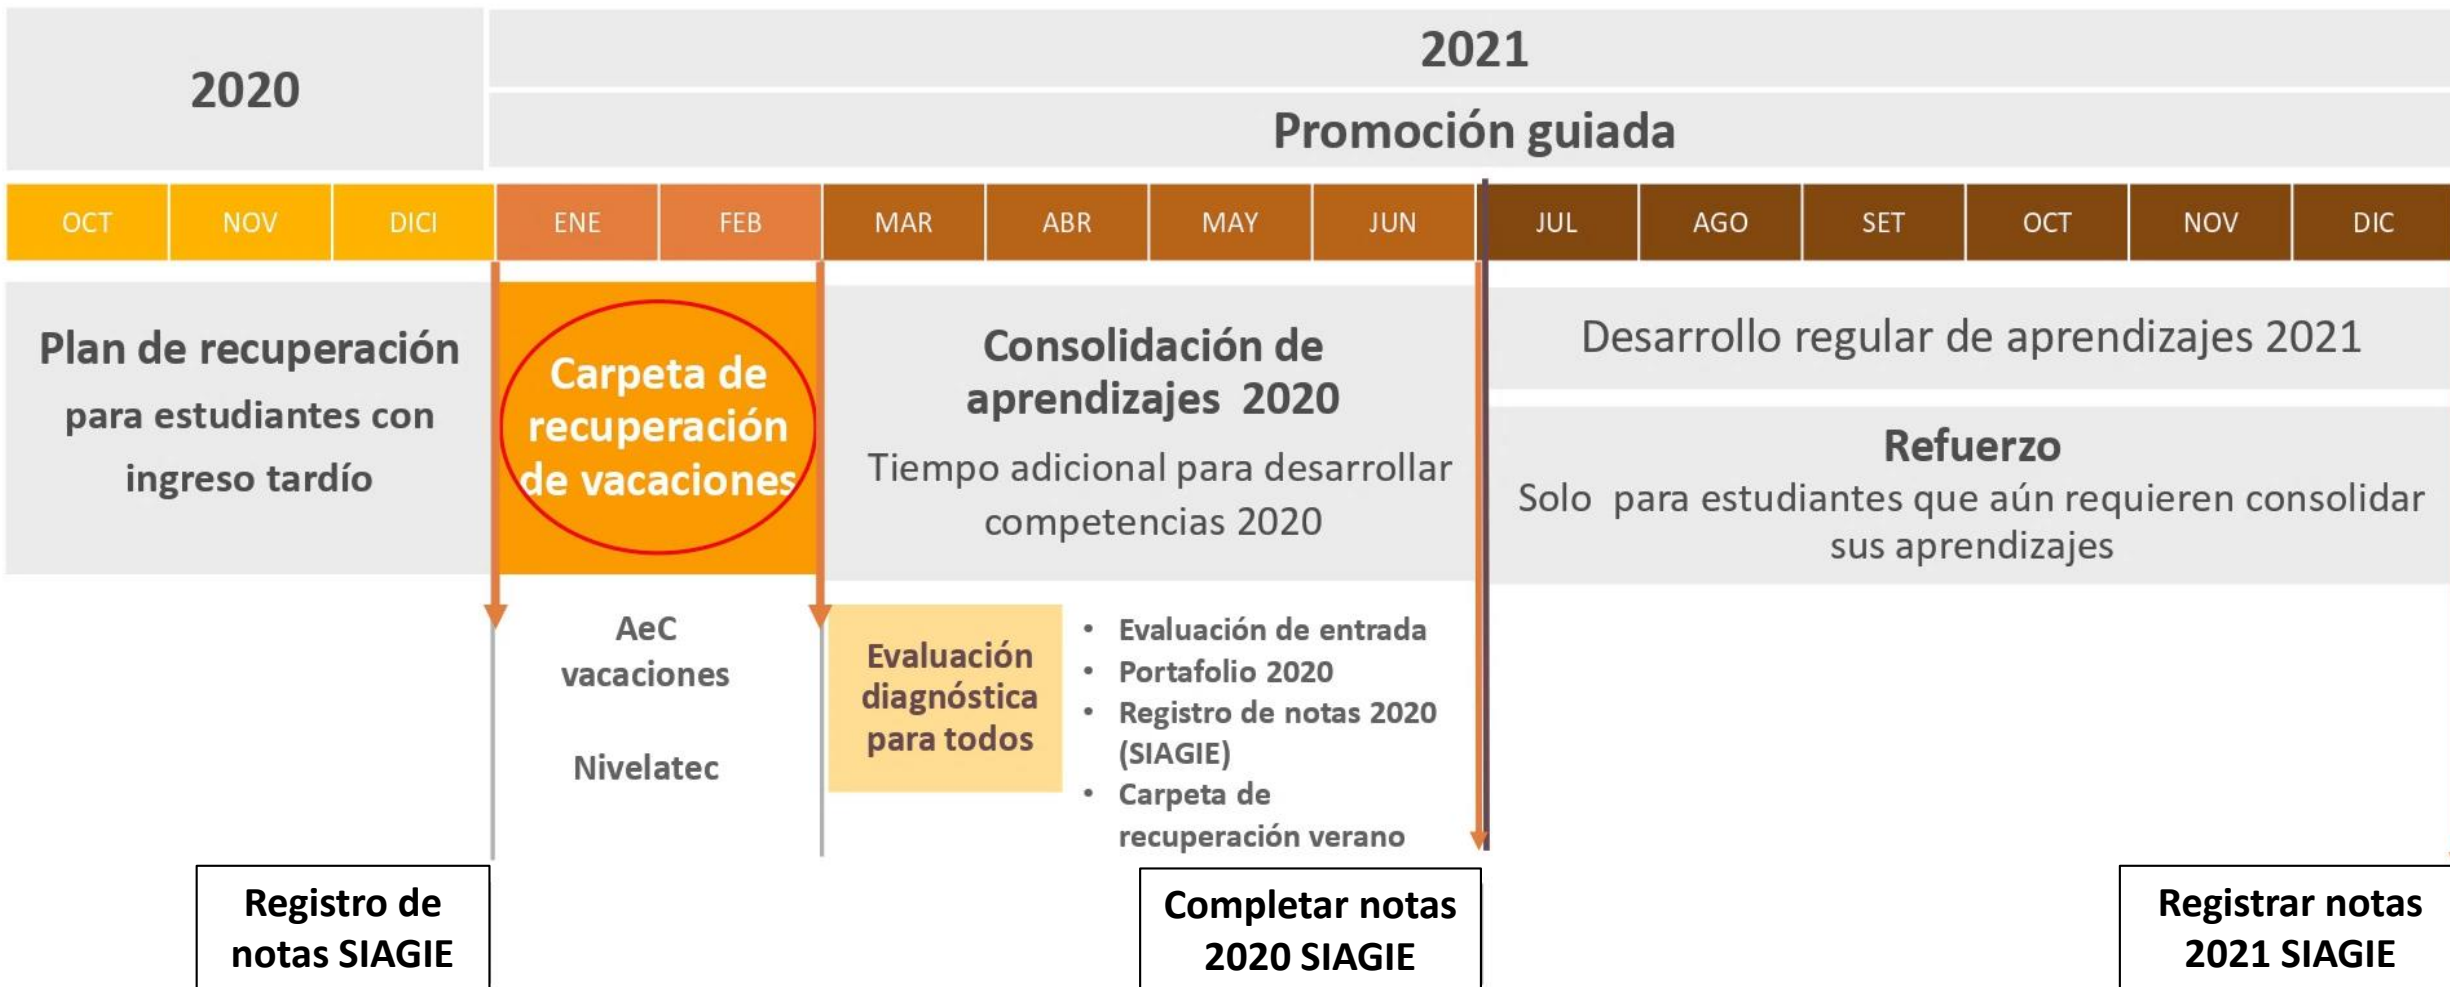 2020
2021
Promoción guiada
OCT
NOV
DICI
ENE
FEB
MAR
ABR
MAY
JUN
JUL
AGO
SET
OCT
NOV
DIC
Plan de recuperación
para estudiantes con
ingreso tardío
Carpeta de
recuperación
de vacaciones
Consolidación de
aprendizajes 2020
Tiempo adicional para desarrollar
competencias 2020
Desarrollo regular de aprendizajes 2021
Refuerzo
Solo para estudiantes que aún requieren consolidar
sus aprendizajes
AeC
vacaciones
Nivelatec
Evaluación
diagnóstica
para todos
• Evaluación de entrada
• Portafolio 2020
• Registro de notas 2020
(SIAGIE)
• Carpeta de
recuperación verano
Registro de
notas SIAGIE
Completar notas
2020 SIAGIE
Registrar notas
2021 SIAGIE